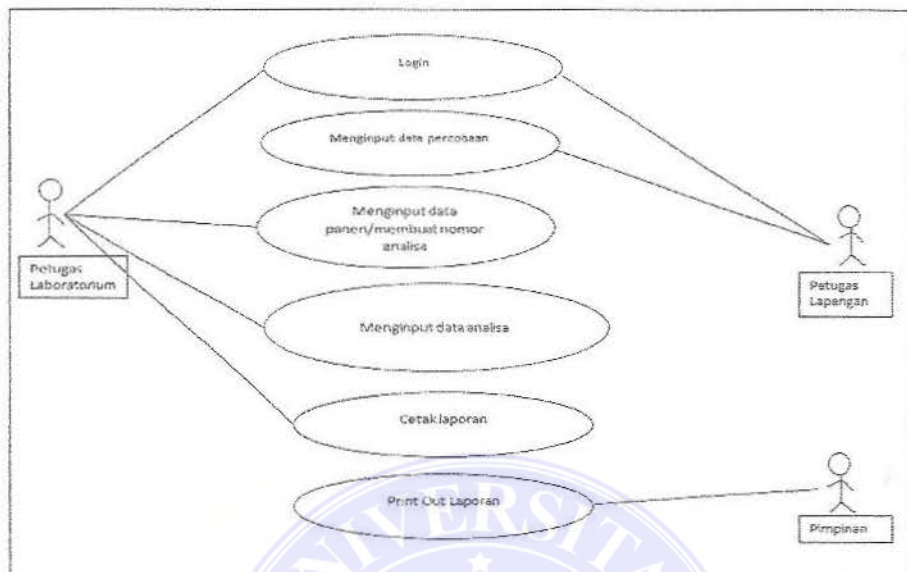 Login
Menginput data percobaan
Menginput data
panen/membuat nomor
analisa
Petugas
Laboratorium
Petugas
Lapangan
Menginput data analisa
Cetak laporan
Print Out Laporan
Pimpinan
UNIVERSITA